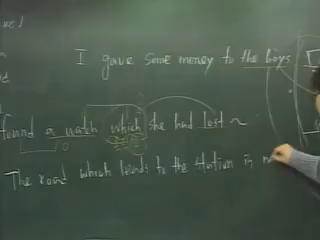 I gave some money to the boys
found a watch which she had lost ~
The road which leads to the station is